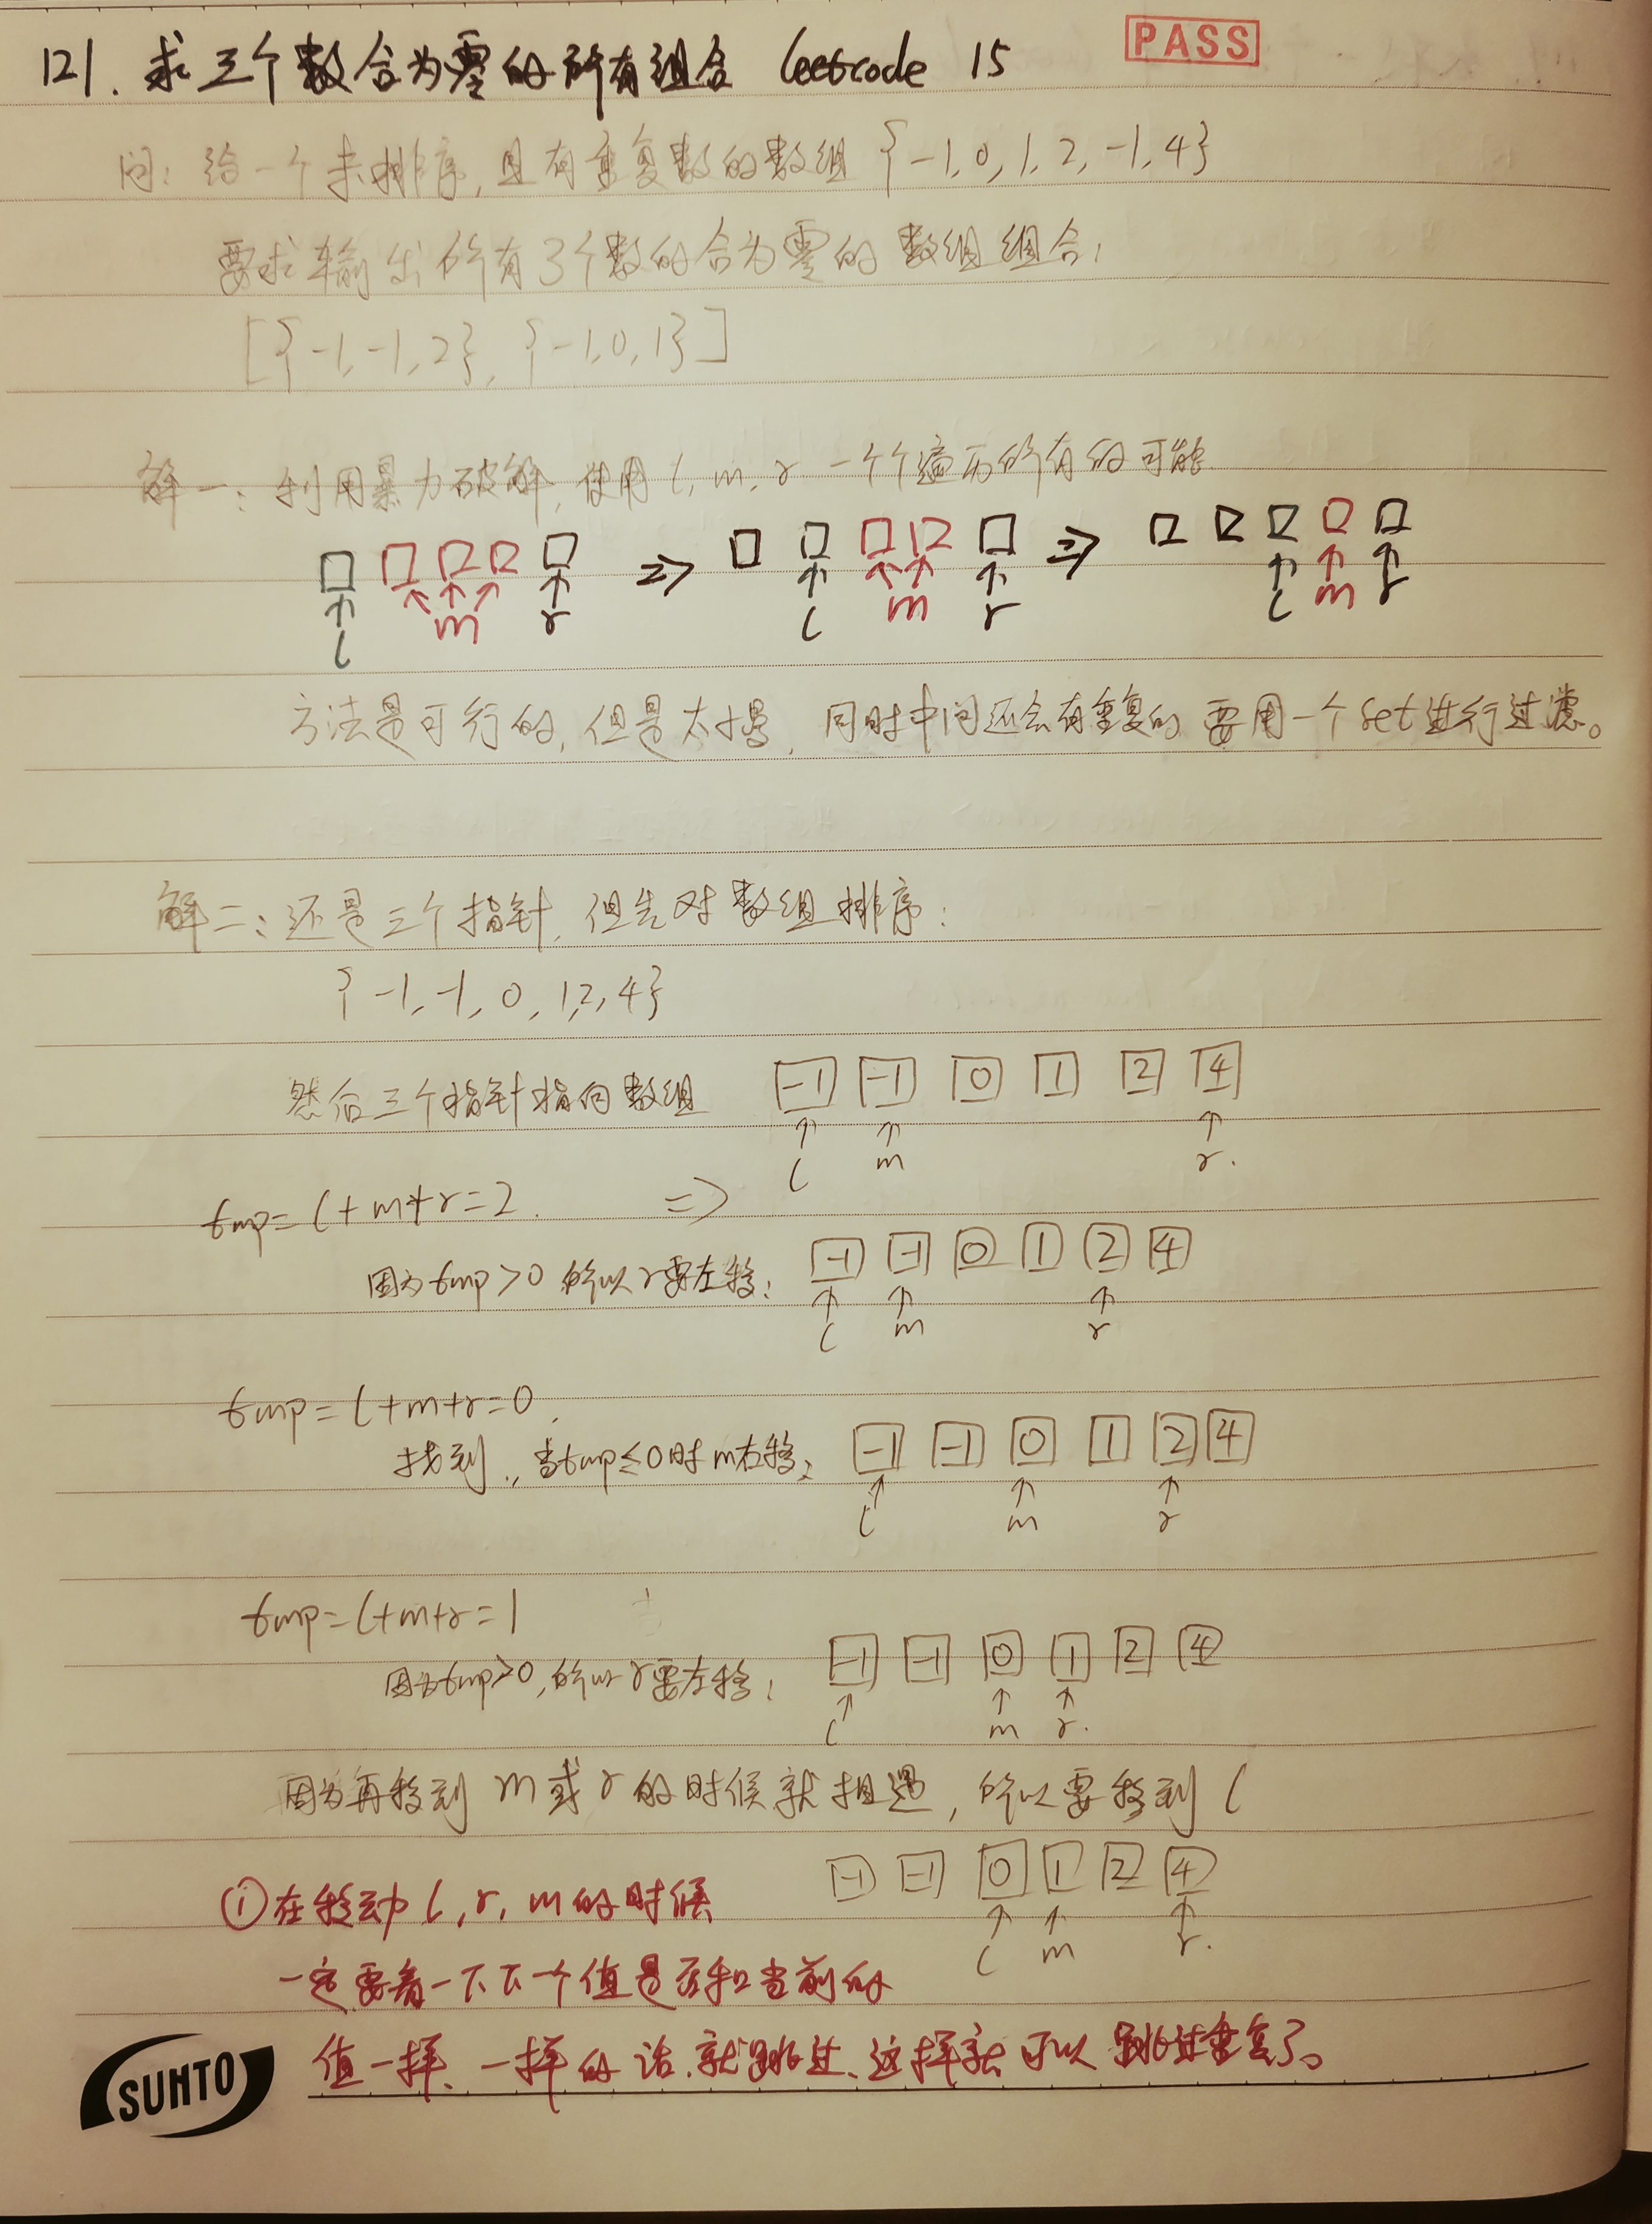 121. 求三个数合为零的所有组合 leetcode 15
PASS
问: 给一个未排序, 且有重复数的数组 {-1, 0, 1, 2, -1, 4}
要求输出所有3个数的合为零的数组组合;
[{-1, -1, 2}, {-1, 0, 1}]
解一: 利用暴力破解, 使用 l, m, r 一个个遍历所有的可能
⇒ ⇒
l m r l m r l m r
方法是可行的, 但是太慢, 同时中间还会有重复的 要用一个set进行过滤。
解二: 还是三个指针, 但先对数组排序:
{-1, -1, 0, 1, 2, 4}
然后三个指针指向数组 -1 -1 0 1 2 4
l m r.
tmp = l + m + r = 2. ⇒
因为tmp > 0 所以 r 要左移; -1 -1 0 1 2 4
l m r
tmp = l + m + r = 0.
找到, 当tmp ≤ 0时 m右移; -1 -1 0 1 2 4
l m r
tmp = l + m + r = 1
因为tmp > 0, 所以 r 要左移; -1 -1 0 1 2 4
l m r.
因为再移到 m 或 r 的时候就相遇, 所以要移到 l
-1 -1 0 1 2 4
l m r.
① 在移动 l, r, m 的时候
一定要看一下下一个值是否和当前的
值一样、一样的话.就跳过、这样就可以跳过重复了。
SUNTO